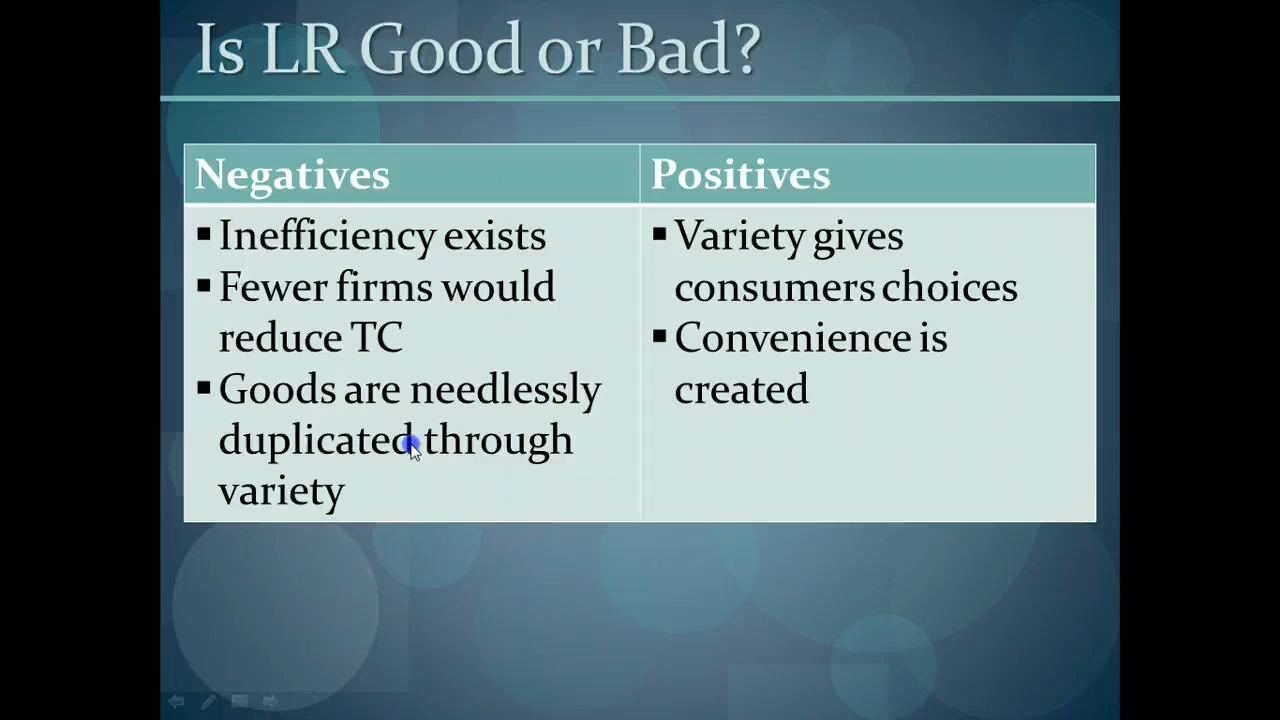 Is LR Good or Bad?
Negatives
▪ Inefficiency exists
▪ Fewer firms would
reduce TC
▪ Goods are needlessly
duplicated through
variety
Positives
▪ Variety gives
consumers choices
▪ Convenience is
created